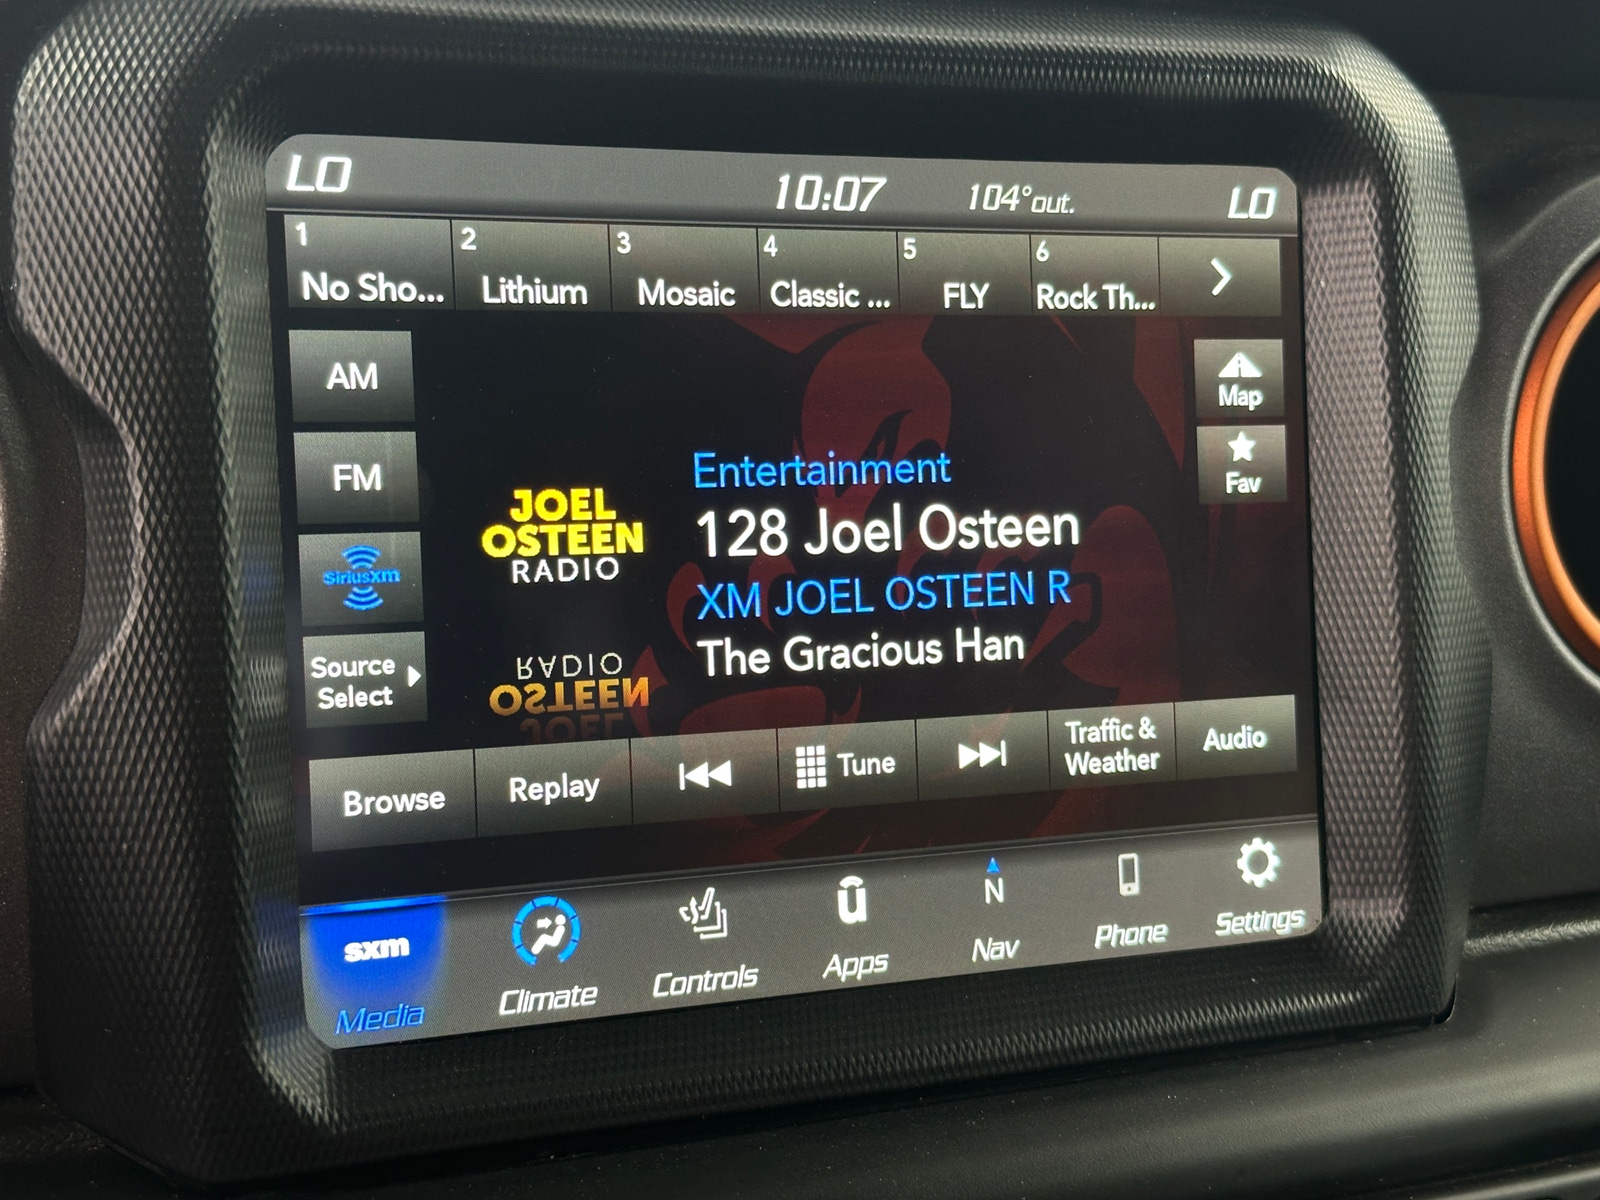 LO 10:07 104°out. LO
1 2 3 4 5 6
No Sho... Lithium Mosaic Classic ... FLY Rock Th...
AM
Map
FM
Fav
SiriusXM
Source
Select
JOEL
OSTEEN
RADIO
Entertainment
128 Joel Osteen
XM JOEL OSTEEN R
The Gracious Han
RADIO
OSTEEN
JOEL
Browse Replay Tune Traffic &
Weather Audio
sxm
Media
Climate
Controls
ū
Apps
N
Nav
Phone
Settings